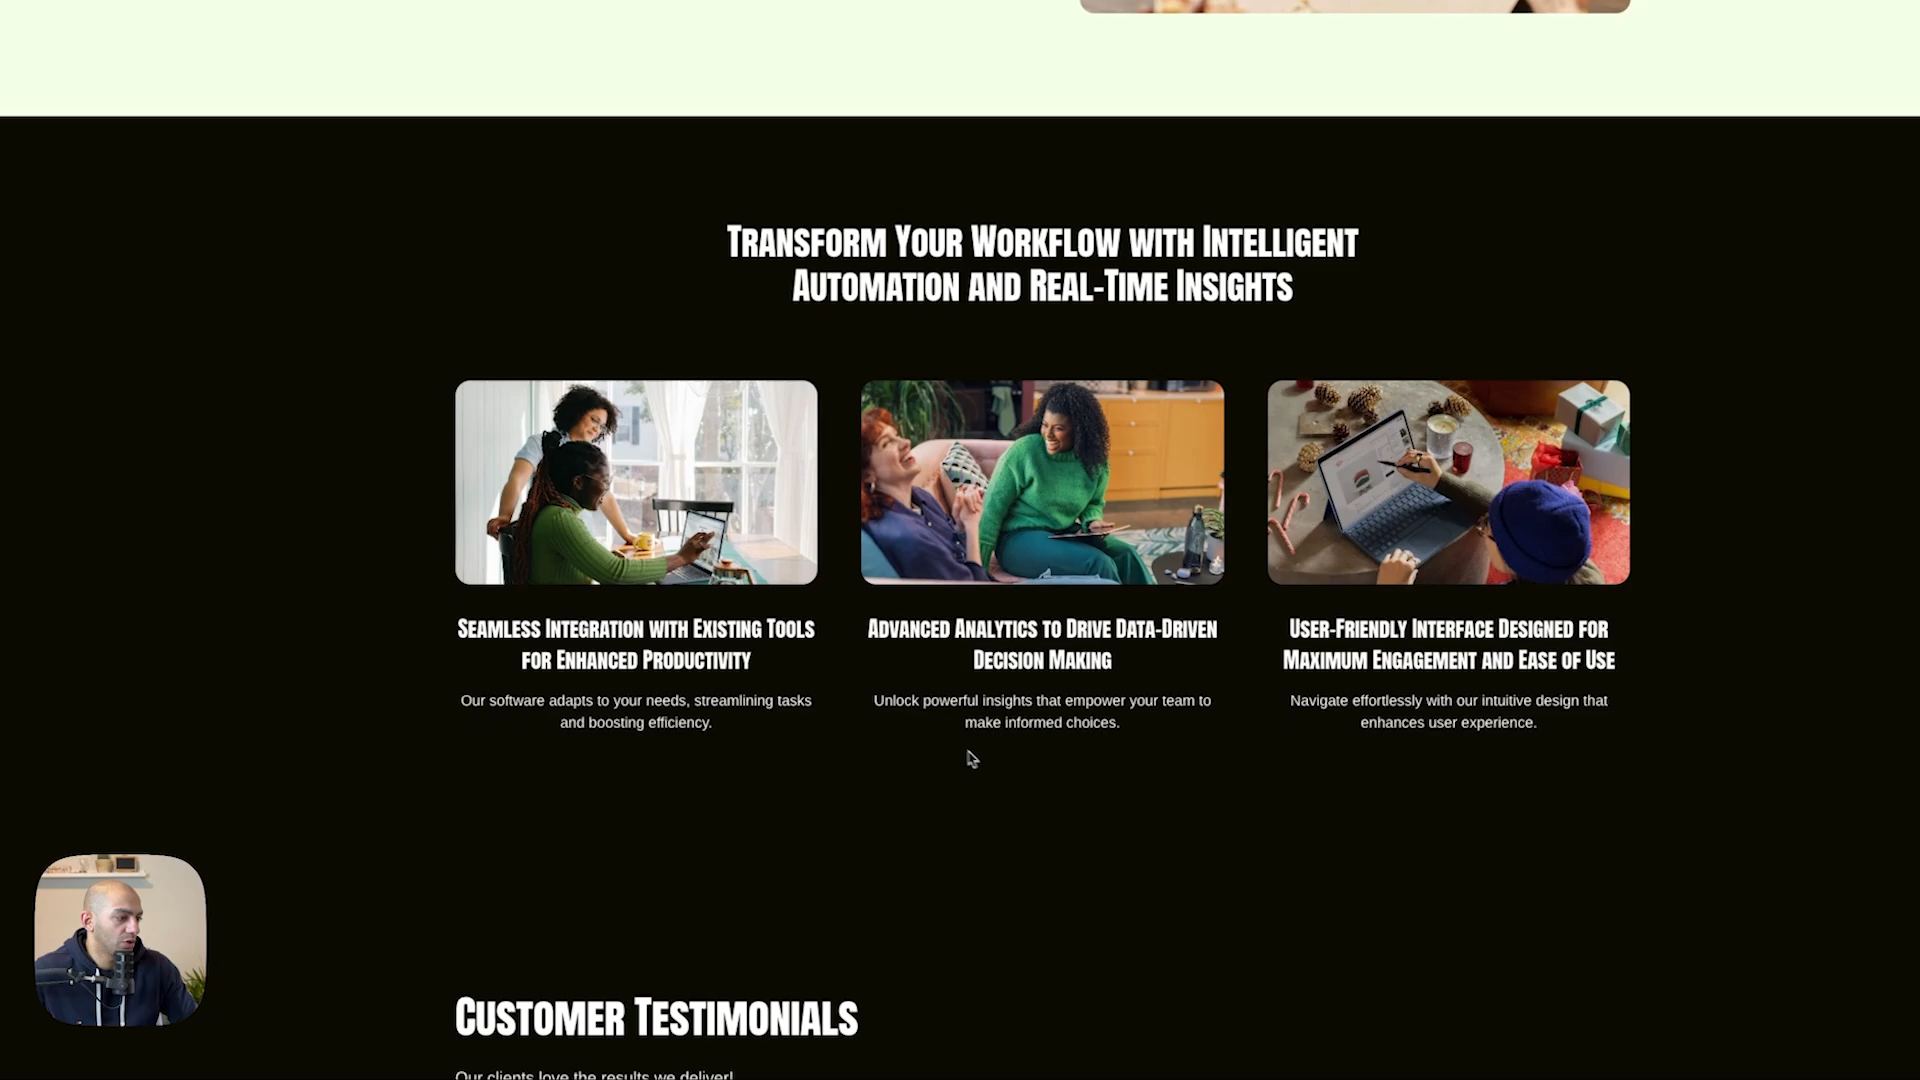 Transform Your Workflow with Intelligent
Automation and Real-Time Insights
Seamless Integration with Existing Tools
for Enhanced Productivity
Our software adapts to your needs, streamlining tasks
and boosting efficiency.
Advanced Analytics to Drive Data-Driven
Decision Making
Unlock powerful insights that empower your team to
make informed choices.
User-Friendly Interface Designed for
Maximum Engagement and Ease of Use
Navigate effortlessly with our intuitive design that
enhances user experience.
Customer Testimonials
Our clients love the results we deliver!